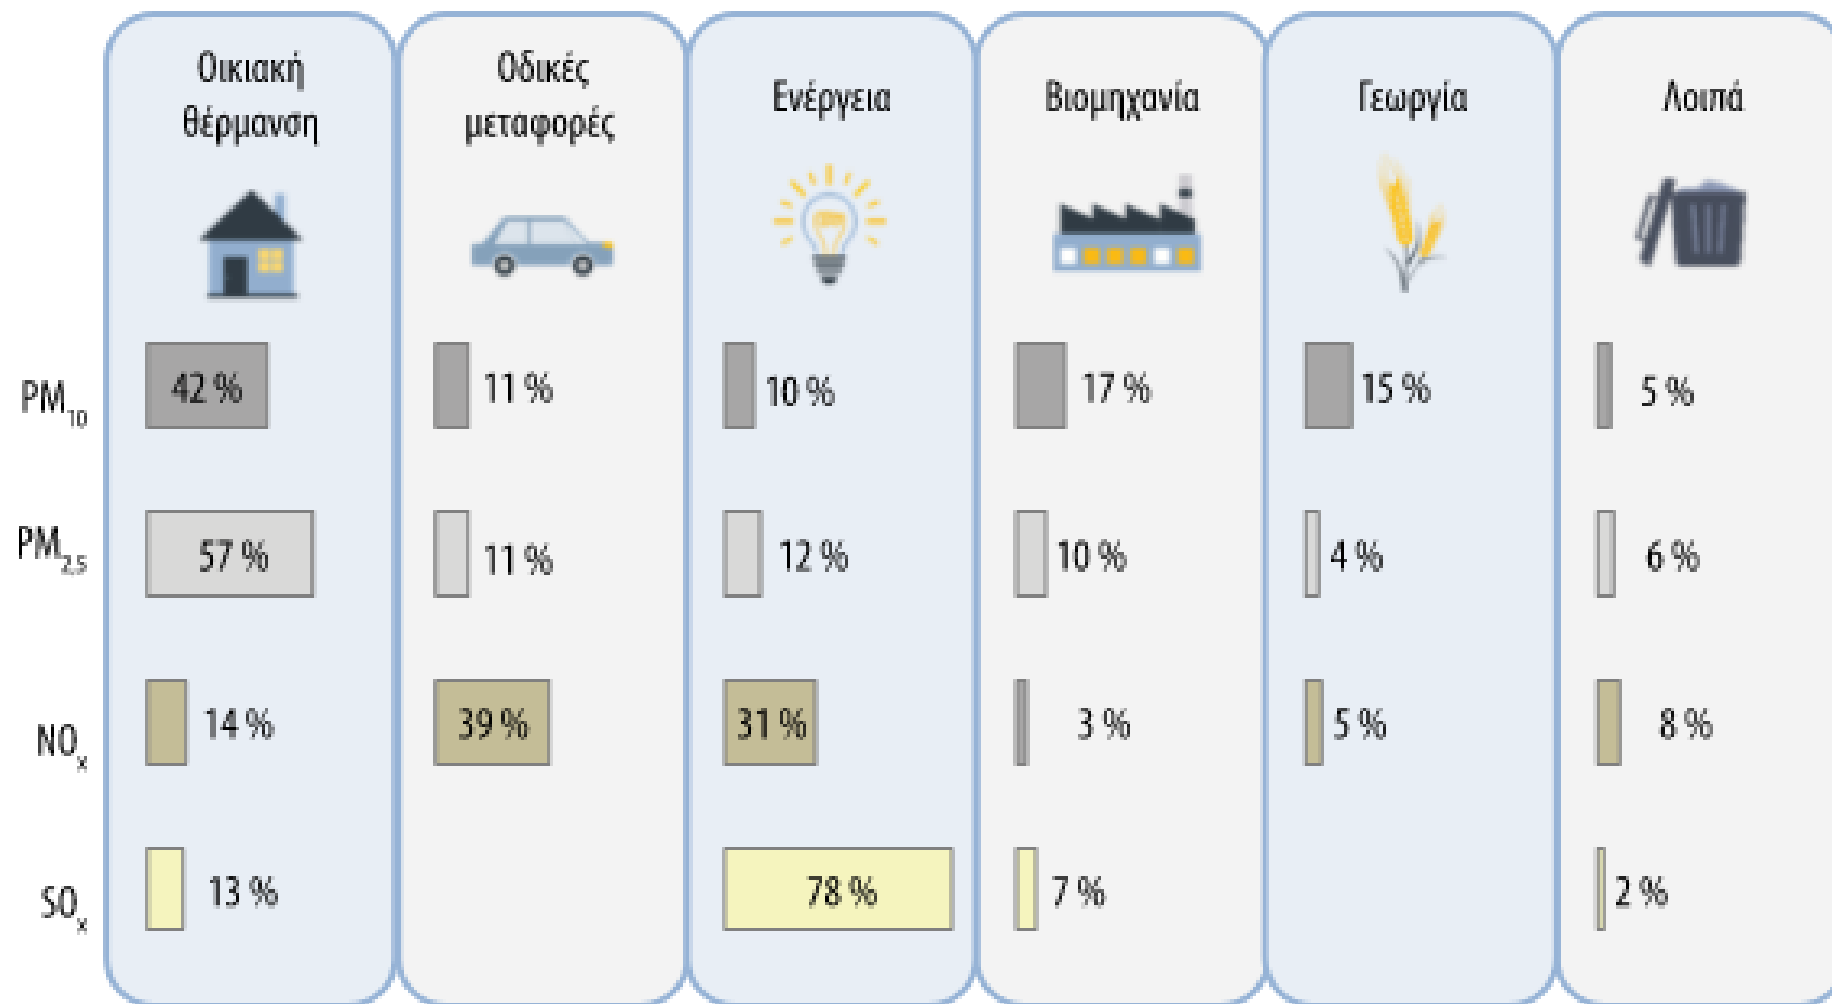 Οικιακή
θέρμανση
Οδικές
μεταφορές
Ενέργεια
Βιομηχανία
Γεωργία
Λοιπά
PM10 42 % 11 % 10 % 17 % 15 % 5 %
PM2,5 57 % 11 % 12 % 10 % 4 % 6 %
NOx 14 % 39 % 31 % 3 % 5 % 8 %
SOx 13 % 78 % 7 % 2 %